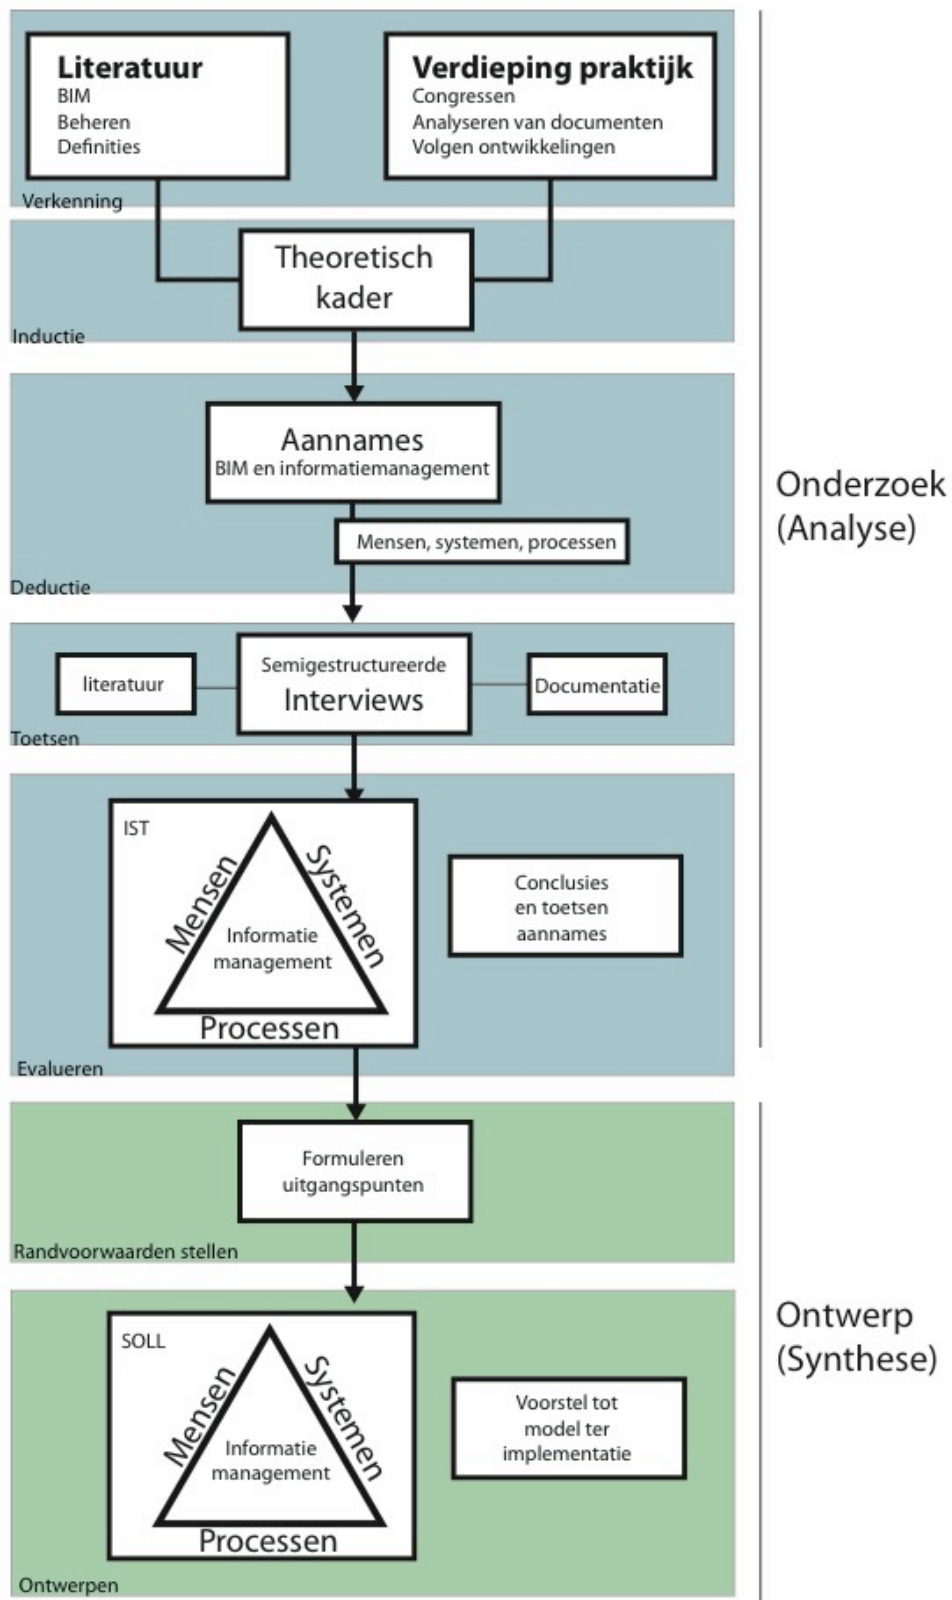 Literatuur
BIM
Beheren
Definities
Verdieping praktijk
Congressen
Analyseren van documenten
Volgen ontwikkelingen
Verkenning
Theoretisch
kader
Inductie
Aannames
BIM en informatiemanagement
Mensen, systemen, processen
Deductie
Onderzoek
(Analyse)
literatuur
Semigestructureerde
Interviews
Documentatie
Toetsen
IST
Mensen
Systemen
Informatie
management
Processen
Conclusies
en toetsen
aannames
Evalueren
Formuleren
uitgangspunten
Randvoorwaarden stellen
Ontwerp
(Synthese)
SOLL
Mensen
Systemen
Informatie
management
Processen
Voorstel tot
model ter
implementatie
Ontwerpen